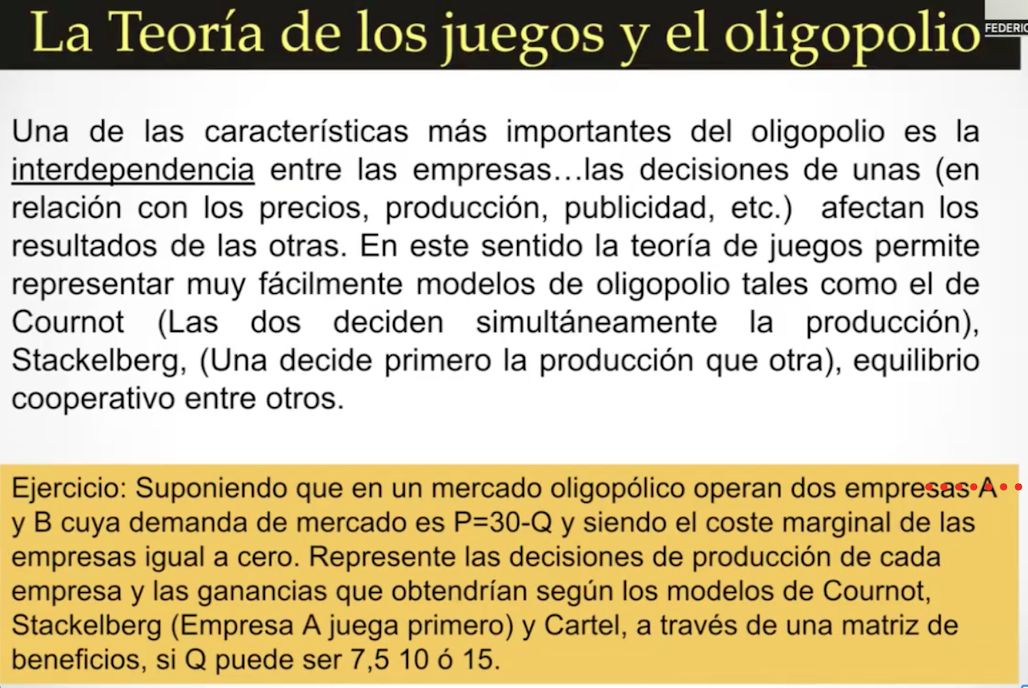 La Teoría de los juegos y el oligopolio
FEDERIC
Una de las características más importantes del oligopolio es la
interdependencia entre las empresas…las decisiones de unas (en
relación con los precios, producción, publicidad, etc.) afectan los
resultados de las otras. En este sentido la teoría de juegos permite
representar muy fácilmente modelos de oligopolio tales como el de
Cournot (Las dos deciden simultáneamente la producción),
Stackelberg, (Una decide primero la producción que otra), equilibrio
cooperativo entre otros.
Ejercicio: Suponiendo que en un mercado oligopólico operan dos empresas A
y B cuya demanda de mercado es P=30-Q y siendo el coste marginal de las
empresas igual a cero. Represente las decisiones de producción de cada
empresa y las ganancias que obtendrían según los modelos de Cournot,
Stackelberg (Empresa A juega primero) y Cartel, a través de una matriz de
beneficios, si Q puede ser 7,5 10 ó 15.